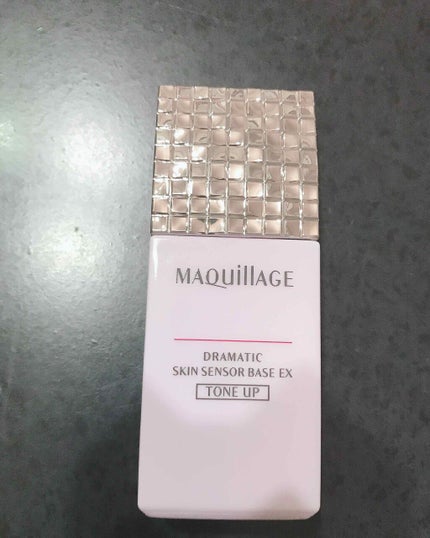 MAQuillAGE
DRAMATIC
SKIN SENSOR BASE EX
TONE UP